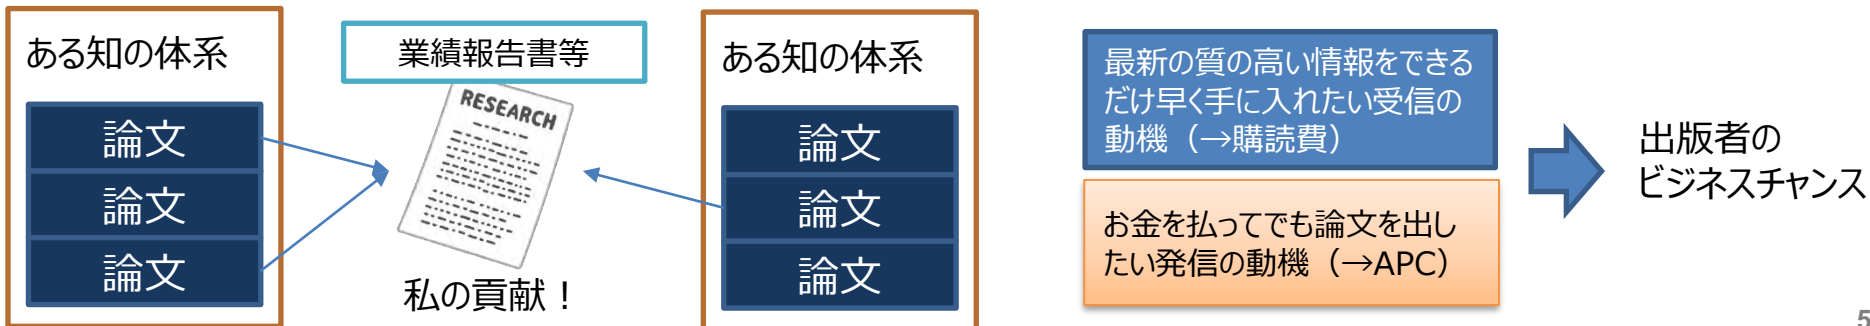 ある知の体系
論文
論文
論文
業績報告書等
RESEARCH
私の貢献！
ある知の体系
論文
論文
論文
最新の質の高い情報をできる
だけ早く手に入れたい受信の
動機（→購読費）
お金を払ってでも論文を出し
たい発信の動機（→APC）
出版者の
ビジネスチャンス
5